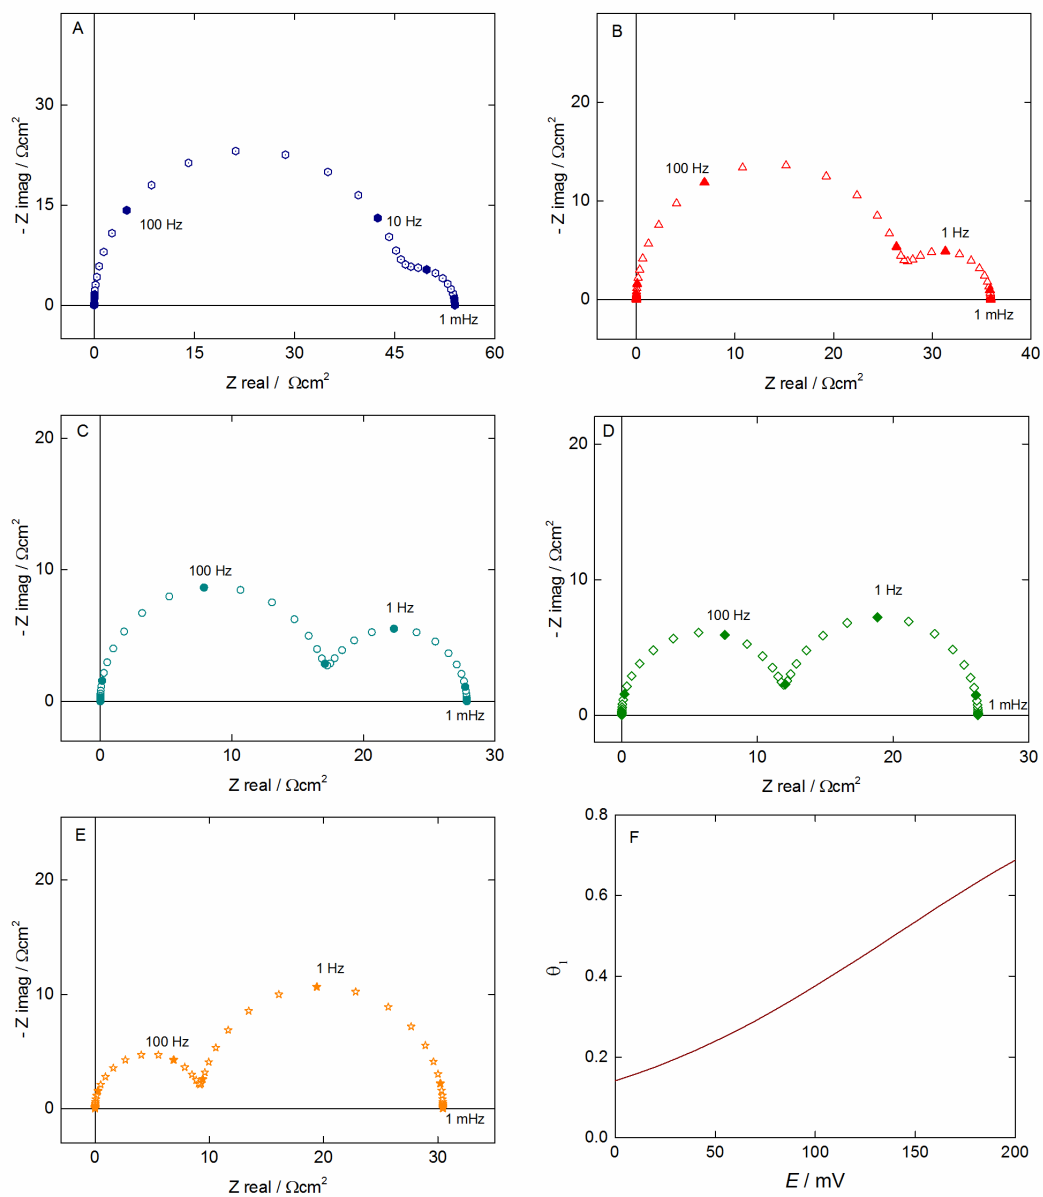 A
30
15
0
- Z imag / Ωcm²
100 Hz
10 Hz
1 mHz
0 15 30 45 60
Z real / Ωcm²
B
20
10
0
- Z imag / Ωcm²
100 Hz
1 Hz
1 mHz
0 10 20 30 40
Z real / Ωcm²
C
20
10
0
- Z imag / Ωcm²
100 Hz
1 Hz
1 mHz
0 10 20 30
Z real / Ωcm²
D
20
10
0
- Z imag / Ωcm²
100 Hz
1 Hz
1 mHz
0 10 20 30
Z real / Ωcm²
E
20
10
0
- Z imag / Ωcm²
1 Hz
100 Hz
1 mHz
0 10 20 30
Z real / Ωcm²
F
0.8
0.6
0.4
0.2
0.0
θ₁
0 50 100 150 200
E / mV